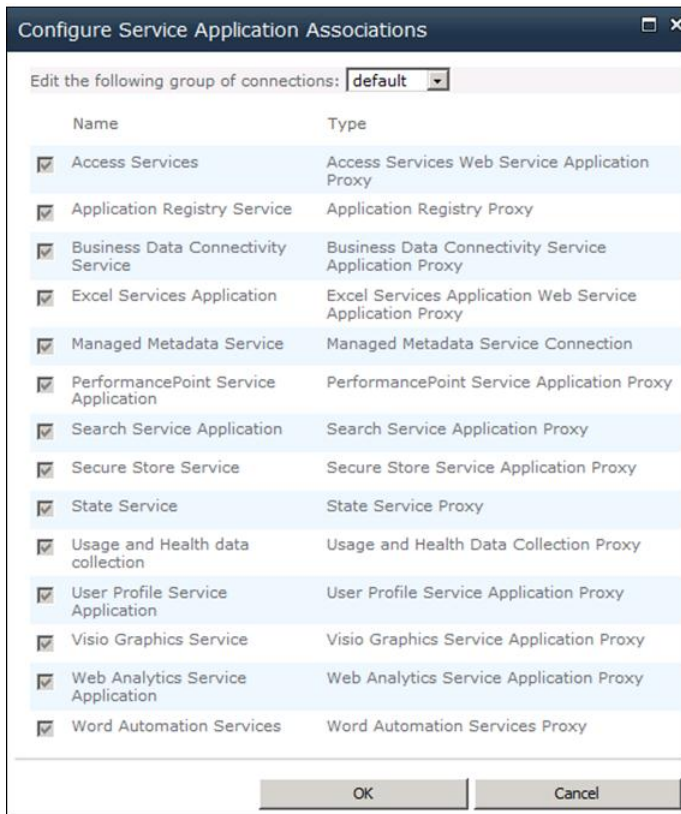 Configure Service Application Associations
Edit the following group of connections: default
Name Type
Access Services Access Services Web Service Application
Proxy
Application Registry Service Application Registry Proxy
Business Data Connectivity Business Data Connectivity Service
Service Application Proxy
Excel Services Application Excel Services Application Web Service
Application Proxy
Managed Metadata Service Managed Metadata Service Connection
PerformancePoint Service PerformancePoint Service Application Proxy
Application
Search Service Application Search Service Application Proxy
Secure Store Service Secure Store Service Application Proxy
State Service State Service Proxy
Usage and Health data Usage and Health Data Collection Proxy
collection
User Profile Service User Profile Service Application Proxy
Application
Visio Graphics Service Visio Graphics Service Application Proxy
Web Analytics Service Web Analytics Service Application Proxy
Application
Word Automation Services Word Automation Services Proxy
OK Cancel